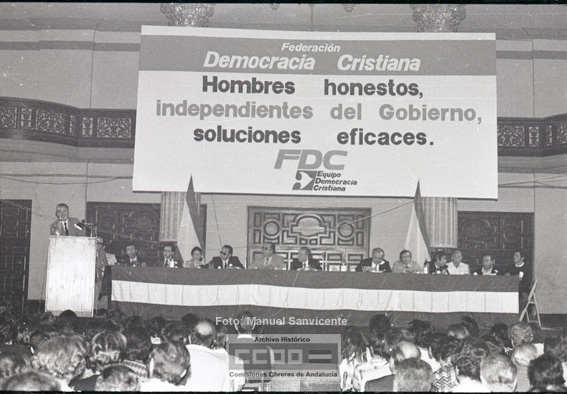 Federación
Democracia Cristiana
Hombres honestos,
independientes del Gobierno,
soluciones eficaces.
FDC
Equipo
Democracia
Cristiana
Foto: Manuel Sanvicente
Archivo Histórico
CCOO
Comisiones Obreras de Andalucía